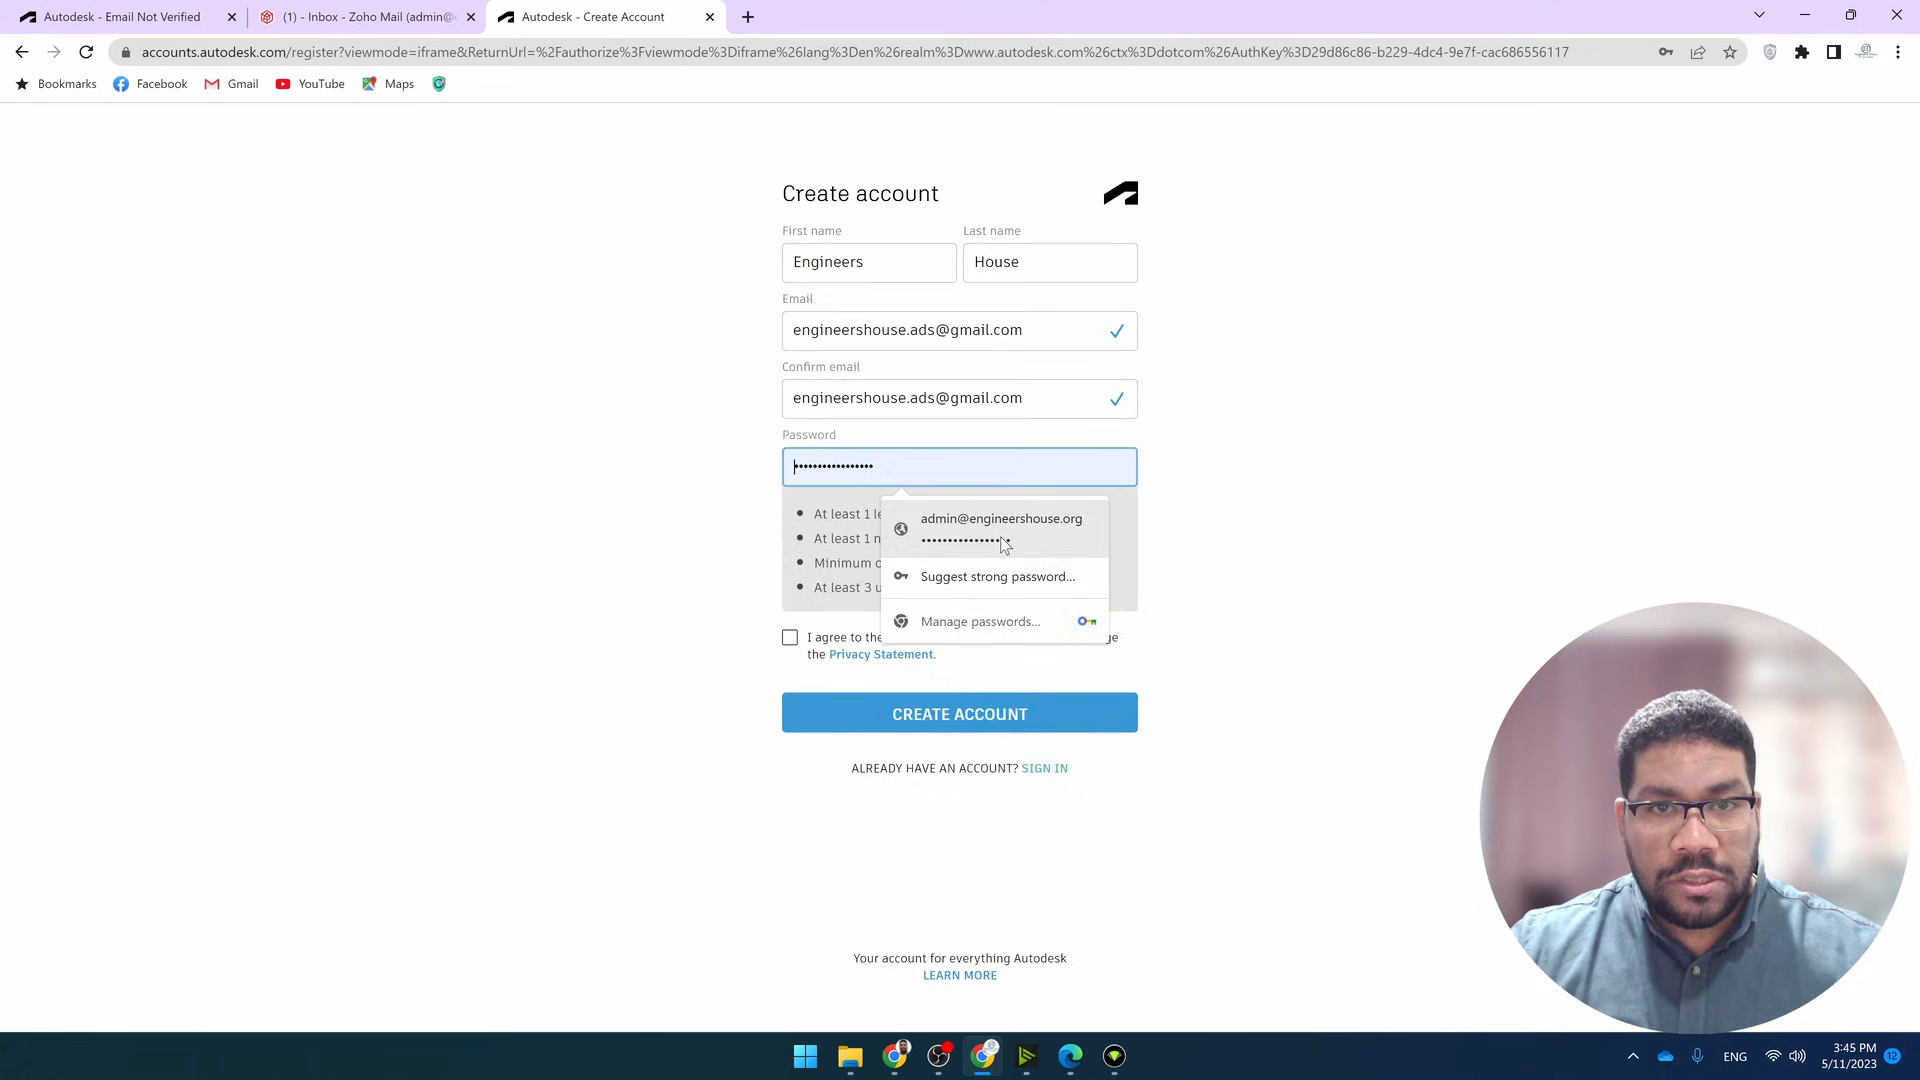 Autodesk - Email Not Verified
(1) - Inbox - Zoho Mail (admin@
Autodesk - Create Account
accounts.autodesk.com/register?viewmode=iframe&ReturnUrl=%2Fauthorize%3Fviewmode%3Diframe%26lang%3Den%26realm%3Dwww.autodesk.com%26ctx%3Ddotcom%26AuthKey%3D29d86c86-b229-4dc4-9e7f-cac686556117
Bookmarks
Facebook
Gmail
YouTube
Maps
Create account
First name
Last name
Engineers
House
Email
engineershouse.ads@gmail.com
Confirm email
engineershouse.ads@gmail.com
Password
••••••••••••••••
At least 1 le
At least 1 n
Minimum
At least 3 u
admin@engineershouse.org
Suggest strong password...
Manage passwords...
I agree to the
the Privacy Statement.
CREATE ACCOUNT
ALREADY HAVE AN ACCOUNT? SIGN IN
Your account for everything Autodesk
LEARN MORE
ENG
3:45 PM
5/11/2023
12